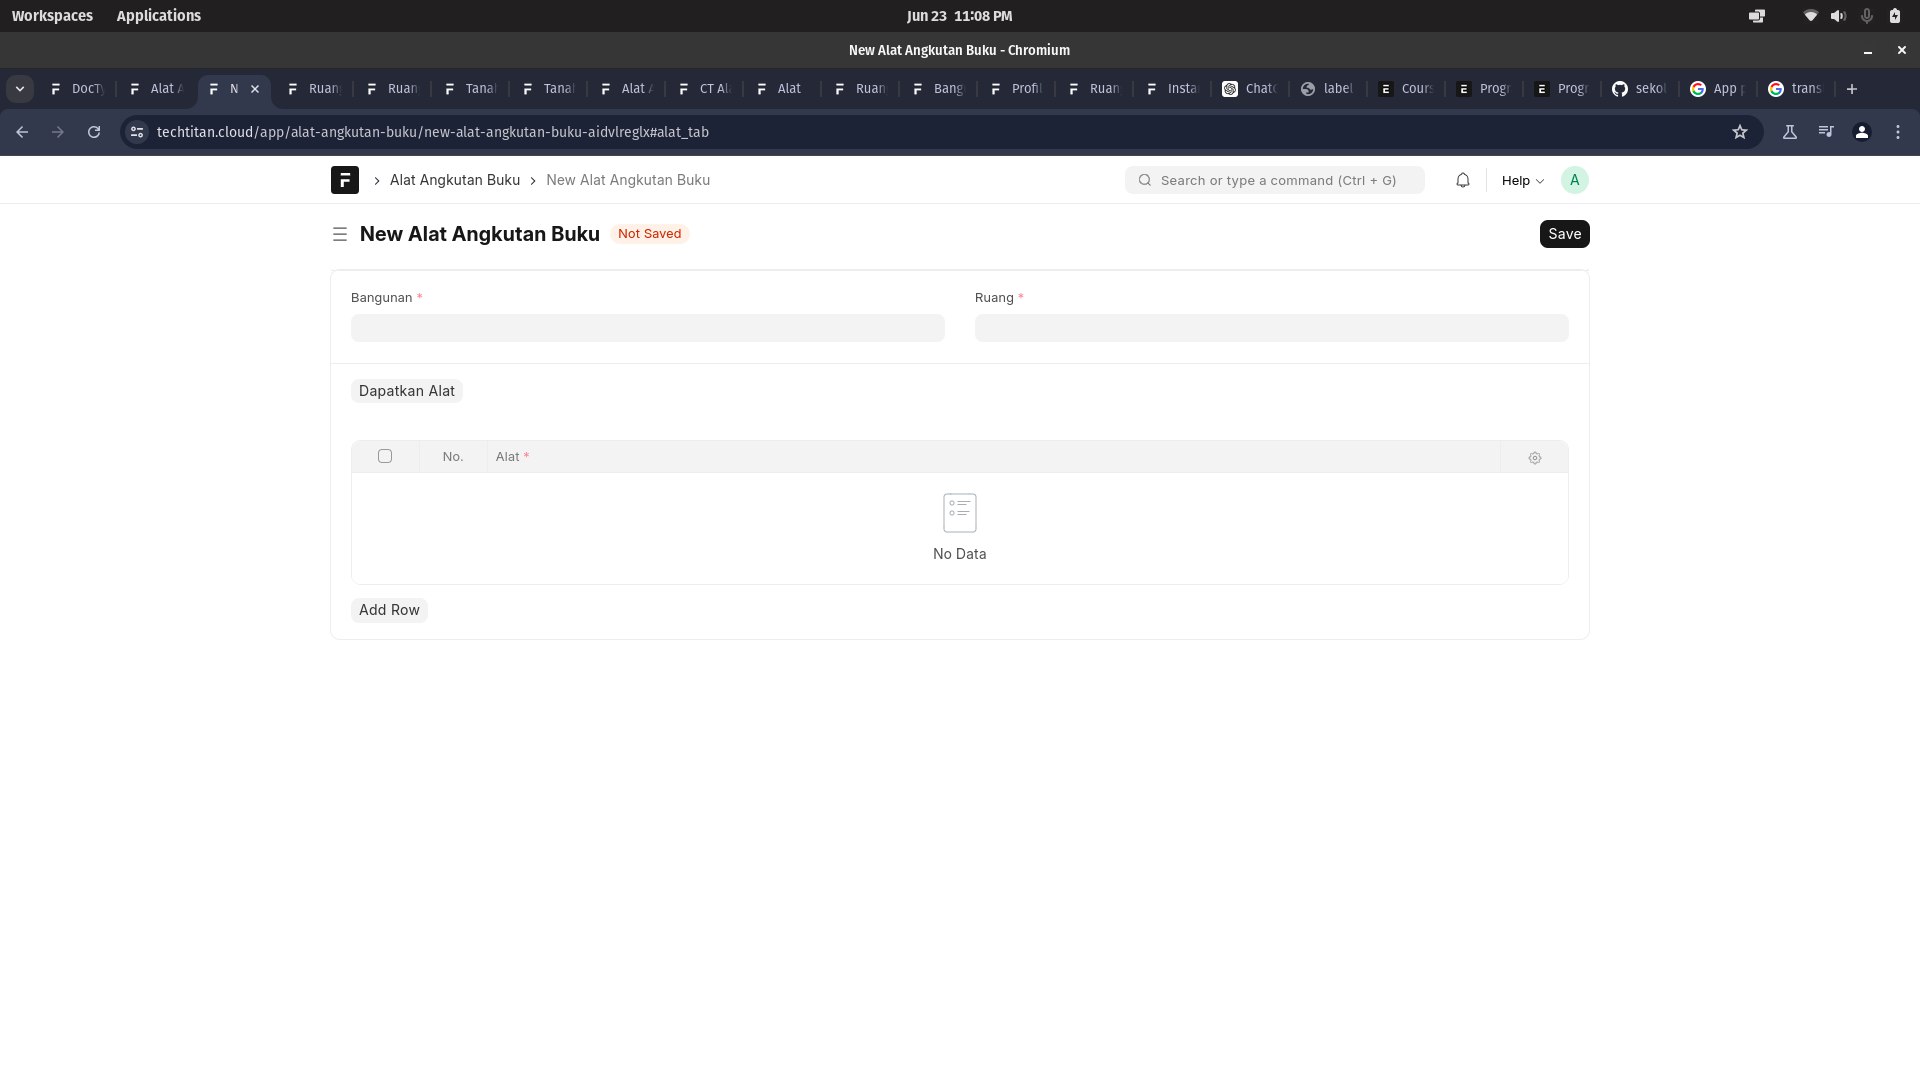 Workspaces Applications Jun 23 11:08 PM
New Alat Angkutan Buku - Chromium
DocTy Alat A N Ruan Ruan Tanal Tanal Alat A CT Ala Alat Ruan Bang Profil Ruan Insta Chat label Cours Progr Progr sekol App p trans
techtitan.cloud/app/alat-angkutan-buku/new-alat-angkutan-buku-aidvlreglx#alat_tab
Alat Angkutan Buku New Alat Angkutan Buku Search or type a command (Ctrl + G) Help A
New Alat Angkutan Buku Not Saved Save
Bangunan * Ruang *
Dapatkan Alat
No. Alat *
No Data
Add Row